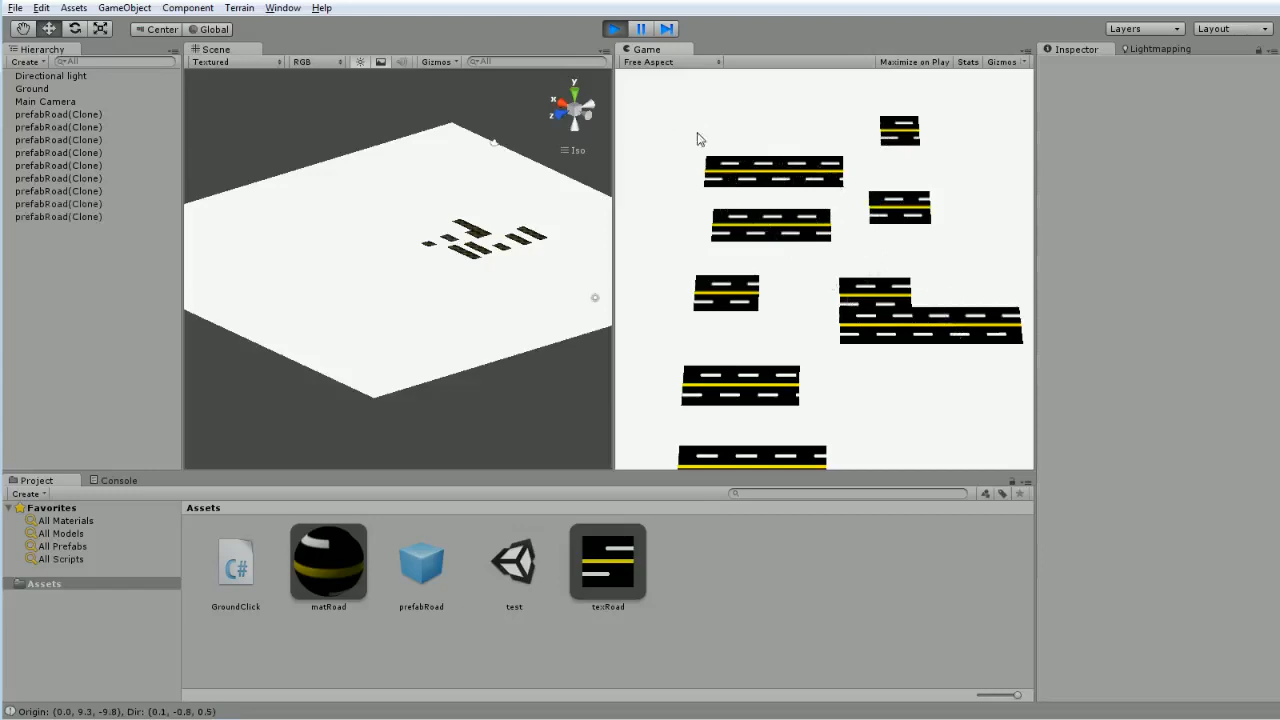 File Edit Assets GameObject Component Terrain Window Help
Center Global Layers Layout
Hierarchy Scene Game Inspector Lightmapping
Create All Textured RGB Gizmos All Free Aspect Maximize on Play Stats Gizmos
Directional light
Ground
Main Camera
prefabRoad(Clone)
prefabRoad(Clone)
prefabRoad(Clone)
prefabRoad(Clone)
prefabRoad(Clone)
prefabRoad(Clone)
prefabRoad(Clone)
prefabRoad(Clone)
prefabRoad(Clone)
y
x
z
Iso
Project Console
Create
Favorites
All Materials
All Models
All Prefabs
All Scripts
Assets
Assets
C#
GroundClick matRoad prefabRoad test texRoad
Origin: (0.0, 9.3, -9.8), Dir: (0.1, -0.8, 0.5)